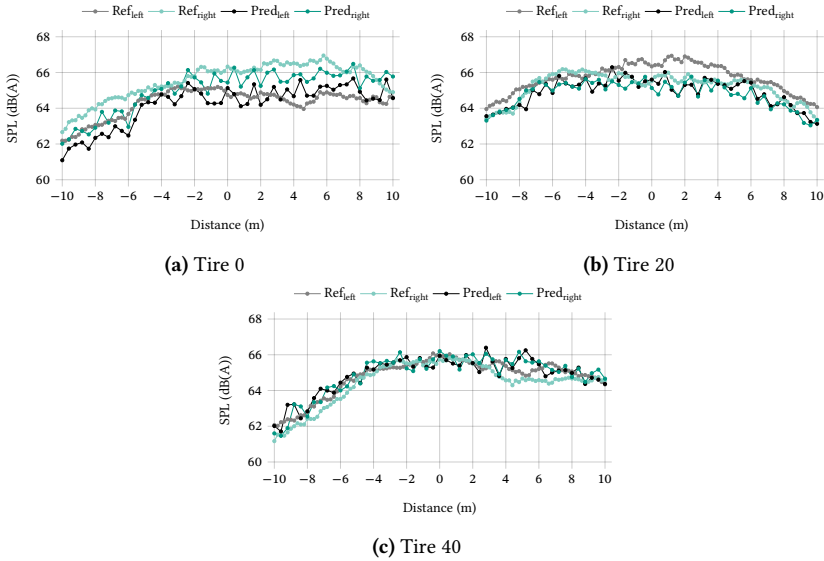 Ref_left Ref_right Pred_left Pred_right
68
66
64
62
60
SPL (dB(A))
−10 −8 −6 −4 −2 0 2 4 6 8 10
Distance (m)
(a) Tire 0
Ref_left Ref_right Pred_left Pred_right
68
66
64
62
60
SPL (dB(A))
−10 −8 −6 −4 −2 0 2 4 6 8 10
Distance (m)
(b) Tire 20
Ref_left Ref_right Pred_left Pred_right
68
66
64
62
60
SPL (dB(A))
−10 −8 −6 −4 −2 0 2 4 6 8 10
Distance (m)
(c) Tire 40